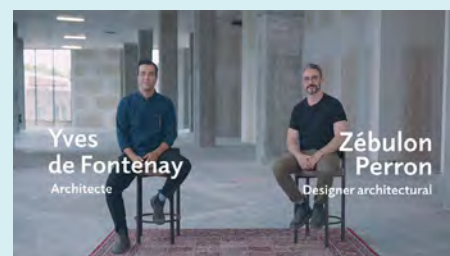 Yves
de Fontenay
Architecte
Zébulon
Perron
Designer architectural